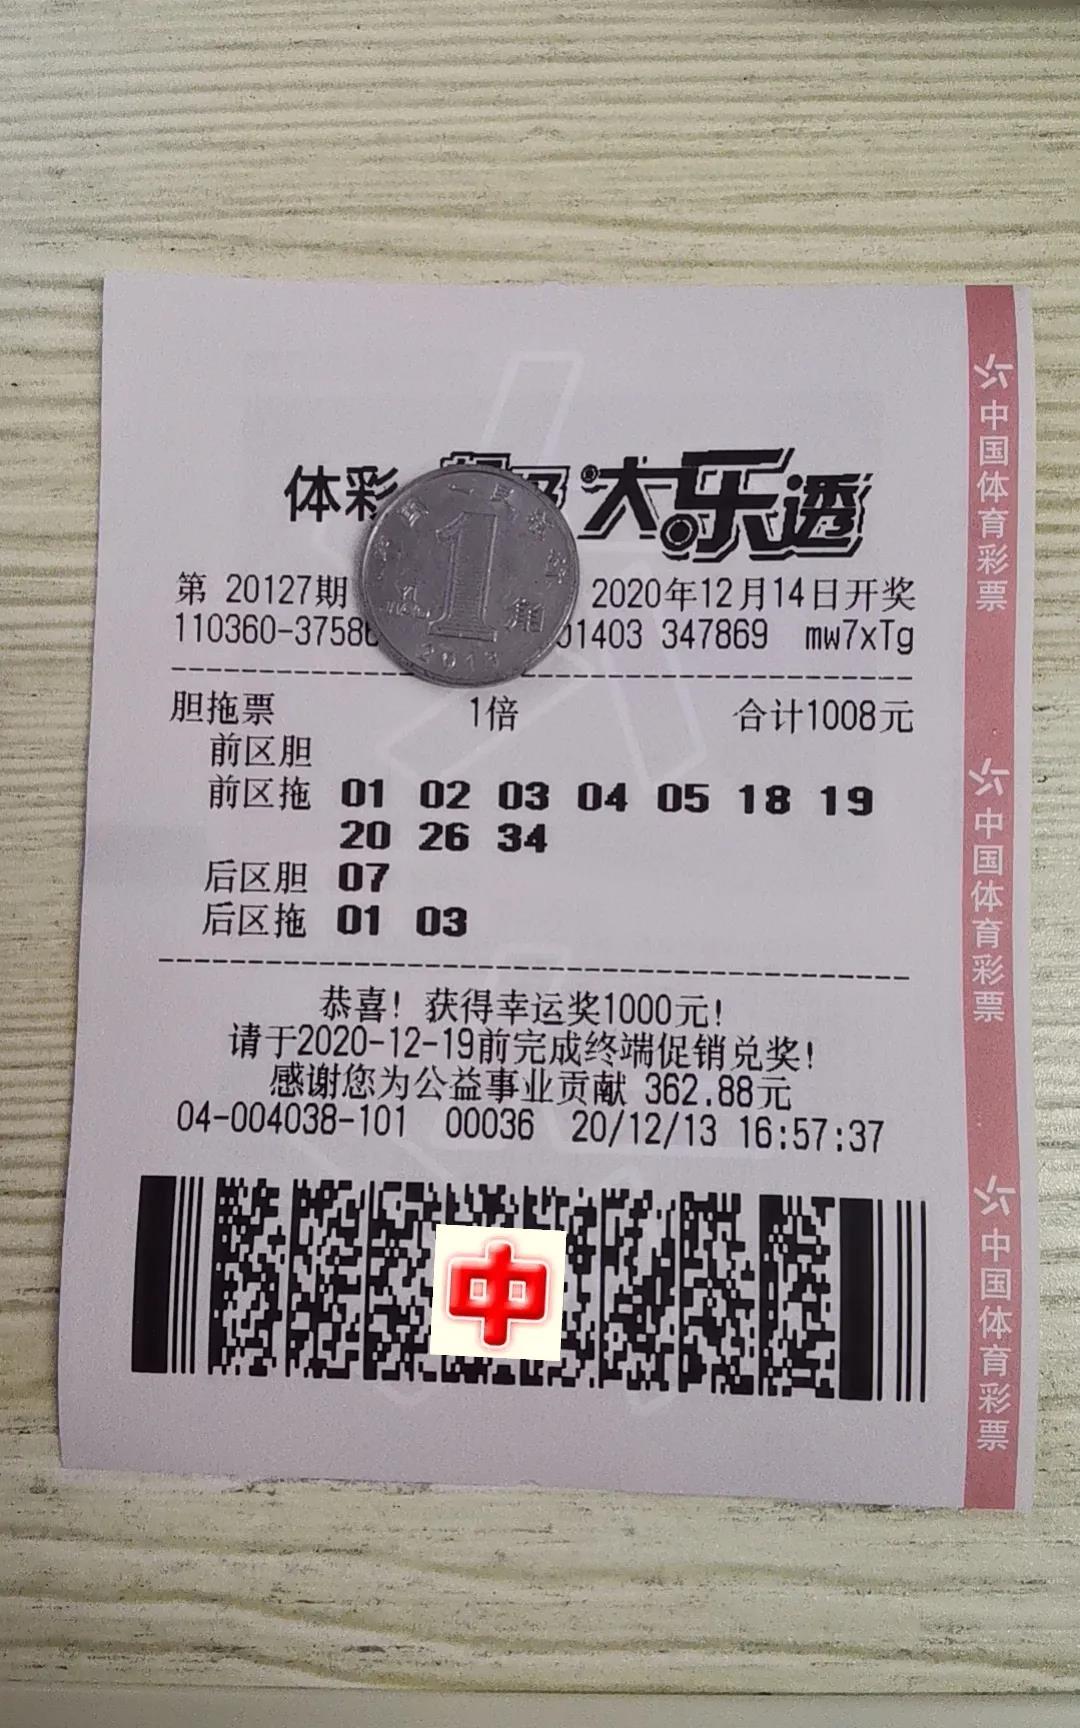 体彩 大乐透
第 20127期 2020年12月14日开奖
110360-37586 01403 347869 mw7xTg
胆拖票 1倍 合计1008元
前区胆
前区拖 01 02 03 04 05 18 19
20 26 34
后区胆 07
后区拖 01 03
恭喜! 获得幸运奖1000元!
请于2020-12-19前完成终端促销兑奖!
感谢您为公益事业贡献 362.88元
04-004038-101 00036 20/12/13 16:57:37
中
1 角
中国体育彩票
中国体育彩票
中国体育彩票